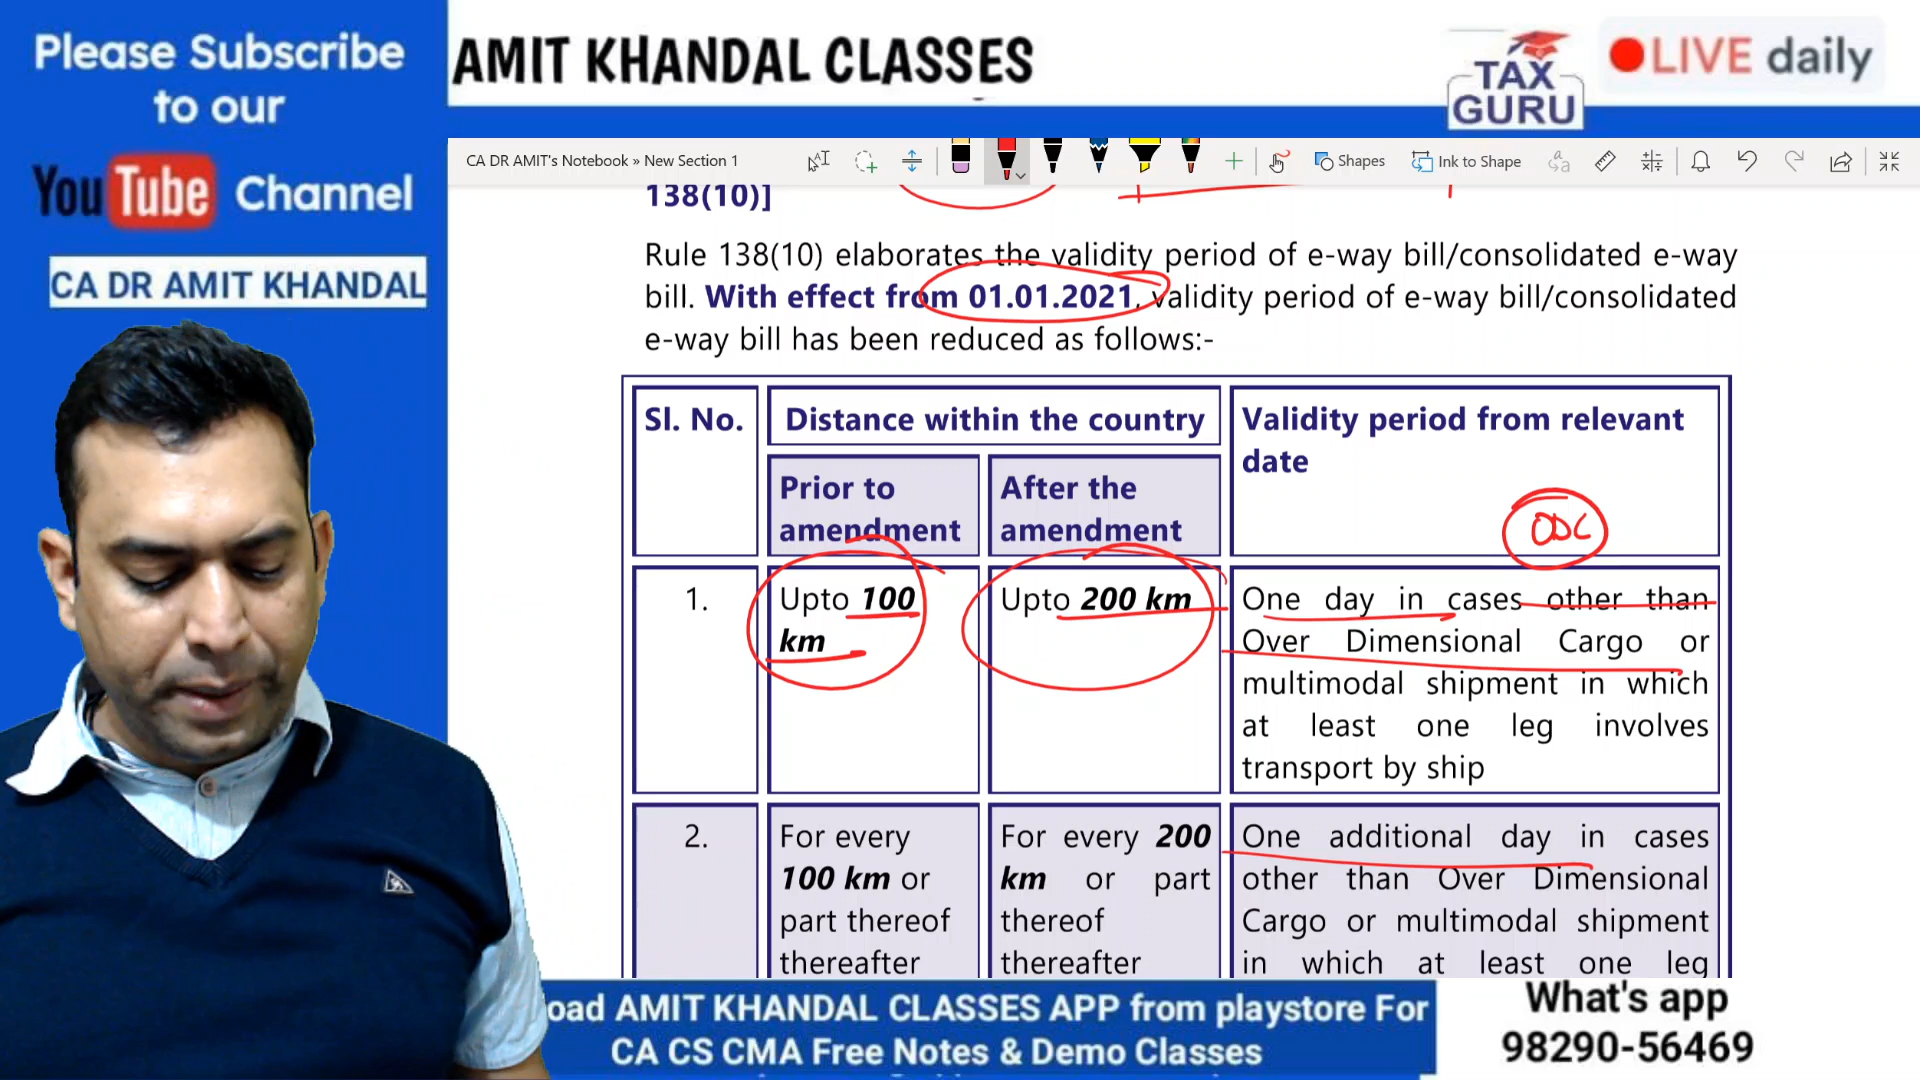 Please Subscribe
to our
YouTube Channel
CA DR AMIT KHANDAL
AMIT KHANDAL CLASSES
TAX
GURU
LIVE daily
CA DR AMIT's Notebook » New Section 1
Shapes
Ink to Shape
138(10)]
Rule 138(10) elaborates the validity period of e-way bill/consolidated e-way
bill. With effect from 01.01.2021, validity period of e-way bill/consolidated
e-way bill has been reduced as follows:-
Sl. No.
Distance within the country
Validity period from relevant
date
Prior to
amendment
After the
amendment
ODC
1.
Upto 100
km
Upto 200 km
One day in cases other than
Over Dimensional Cargo or
multimodal shipment in which
at least one leg involves
transport by ship
2.
For every
100 km or
part thereof
thereafter
For every 200
km or part
thereof
thereafter
One additional day in cases
other than Over Dimensional
Cargo or multimodal shipment
in which at least one leg
oad AMIT KHANDAL CLASSES APP from playstore For
CA CS CMA Free Notes & Demo Classes
What's app
98290-56469